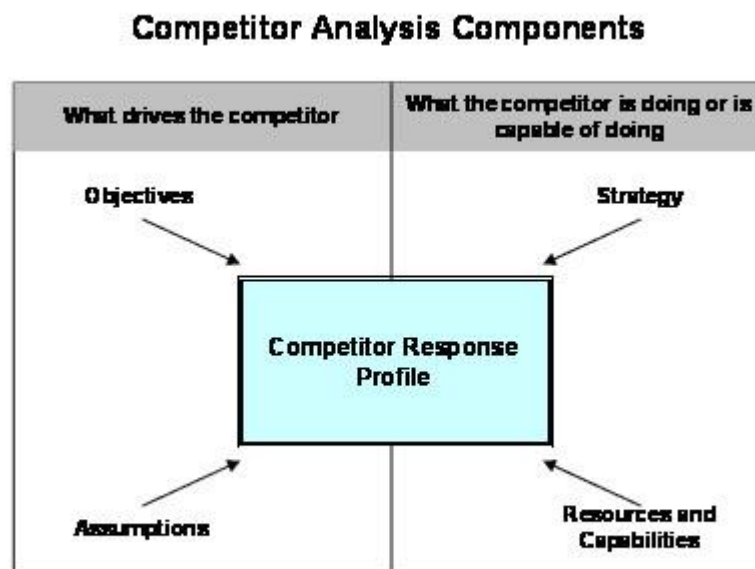 Competitor Analysis Components
What drives the competitor
What the competitor is doing or is
capable of doing
Objectives
Strategy
Competitor Response
Profile
Assumptions
Resources and
Capabilities